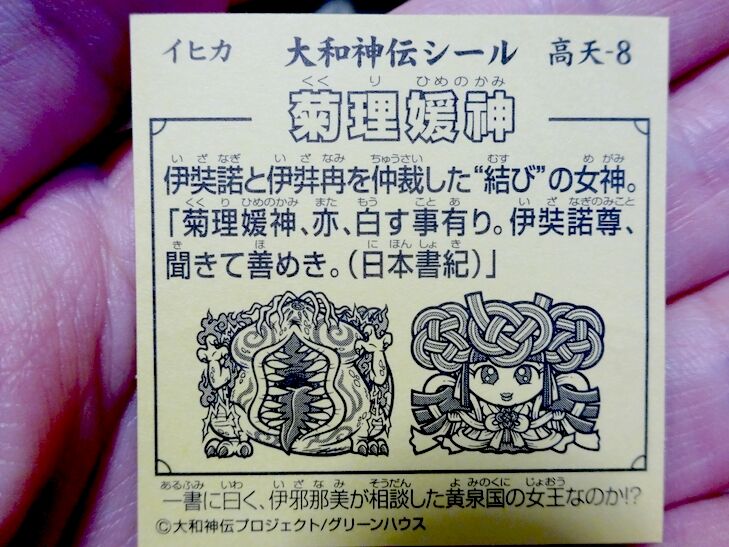 イヒカ 大和神伝シール 高天-8
くくりひめのかみ
菊理媛神
いざなぎ いざなみ ちゅうさい むす めがみ
伊奘諾と伊弉冉を仲裁した“結び”の女神。
くくりひめのかみ また もう ことあ いざなぎのみこと
「菊理媛神、亦、白す事有り。伊奘諾尊、
き ほ にほんしょき
聞きて善めき。(日本書紀)」
あるふみ いわ いざなみ そうだん よみのくに じょおう
一書に曰く、伊邪那美が相談した黄泉国の女王なのか!?
©大和神伝プロジェクト/グリーンハウス